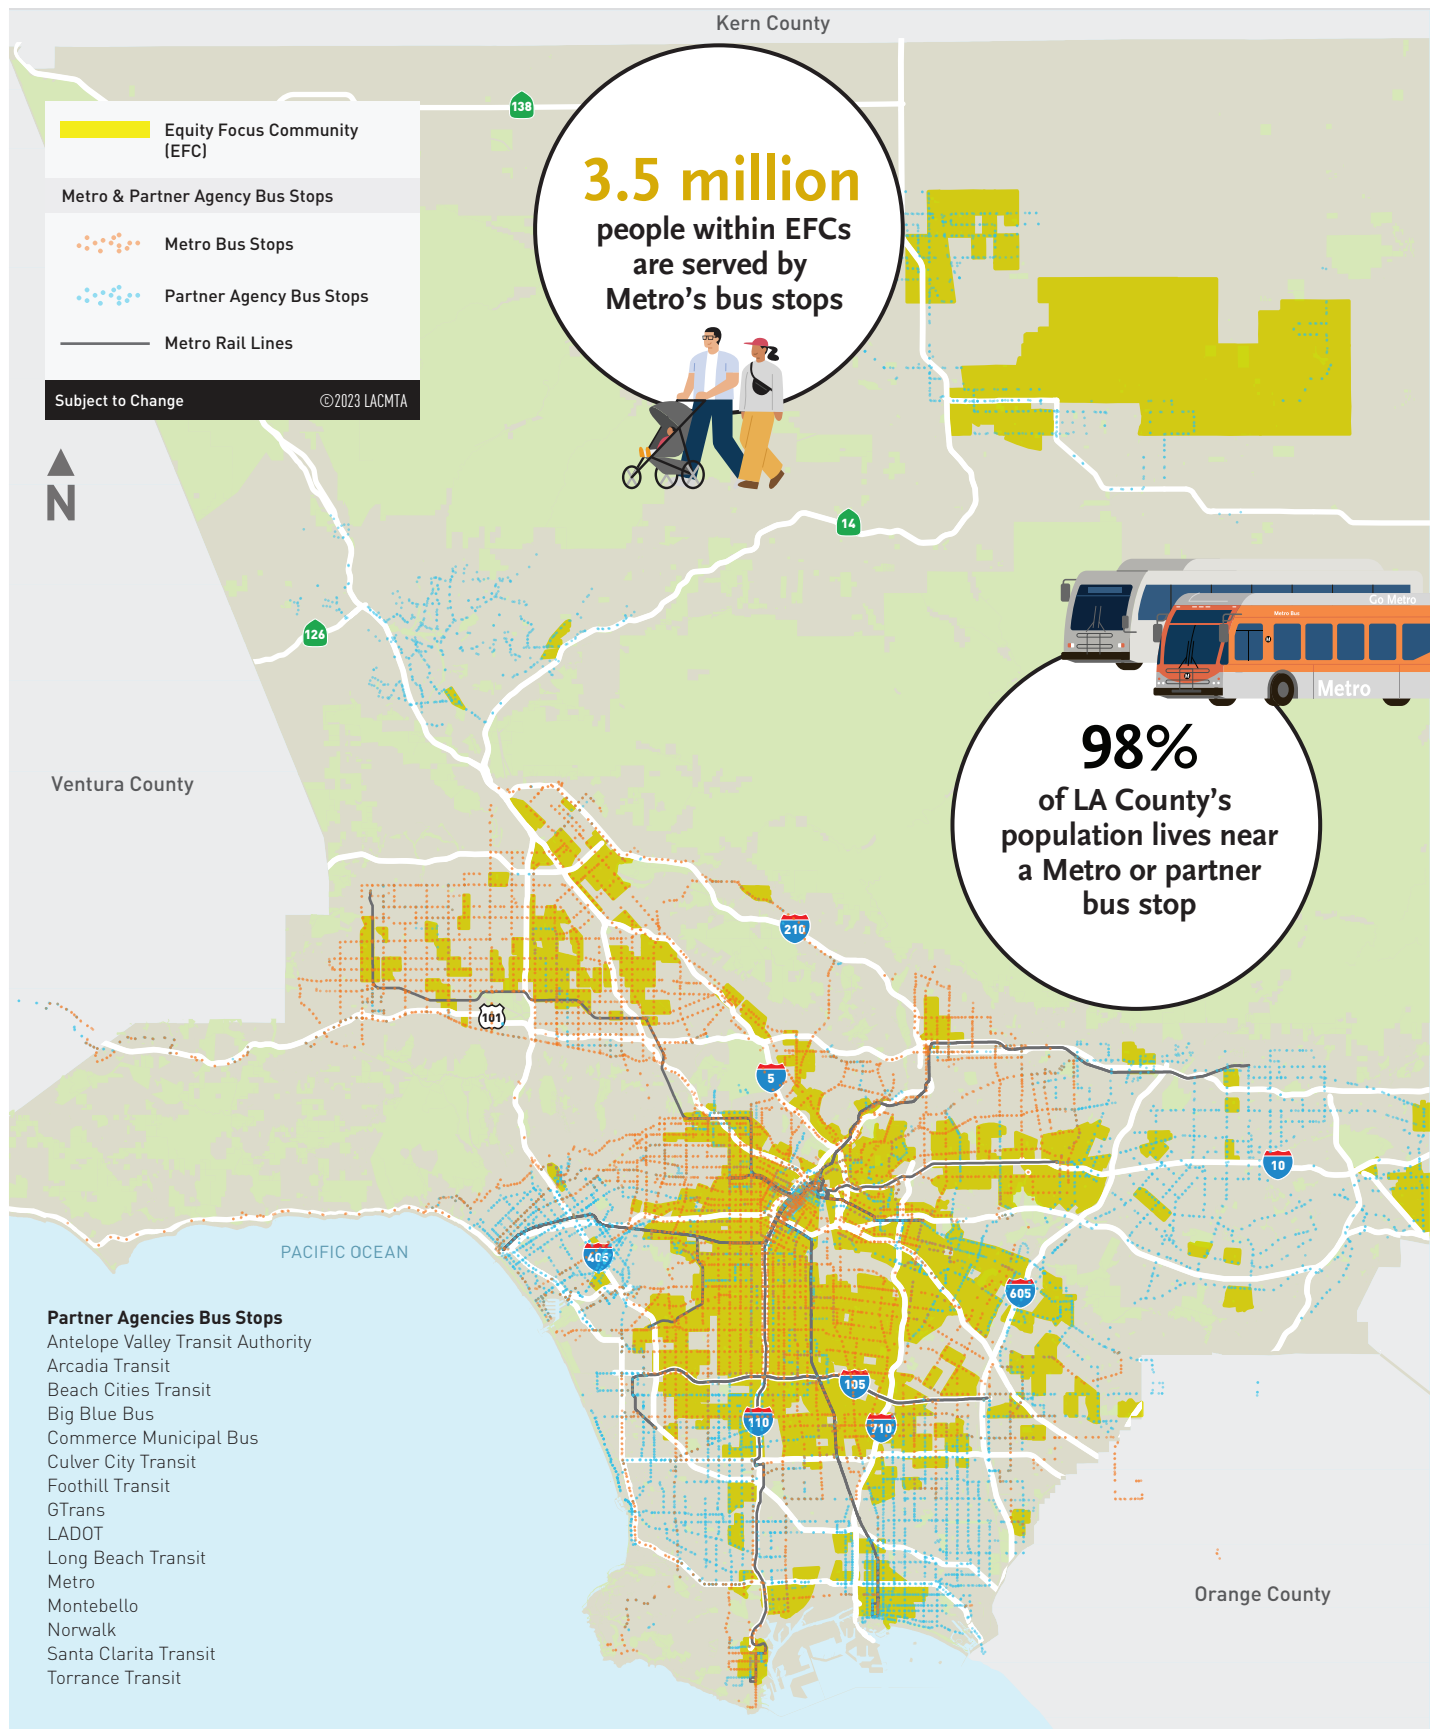 Kern County
138
Equity Focus Community
(EFC)
Metro & Partner Agency Bus Stops
Metro Bus Stops
Partner Agency Bus Stops
Metro Rail Lines
Subject to Change
©2023 LACMTA
3.5 million
people within EFCs
are served by
Metro's bus stops
N
14
126
Go Metro
Metro Bus
M
M
Metro
98%
of LA County's
population lives near
a Metro or partner
bus stop
Ventura County
210
101
5
10
PACIFIC OCEAN
405
605
105
110
710
Partner Agencies Bus Stops
Antelope Valley Transit Authority
Arcadia Transit
Beach Cities Transit
Big Blue Bus
Commerce Municipal Bus
Culver City Transit
Foothill Transit
GTrans
LADOT
Long Beach Transit
Metro
Montebello
Norwalk
Santa Clarita Transit
Torrance Transit
Orange County